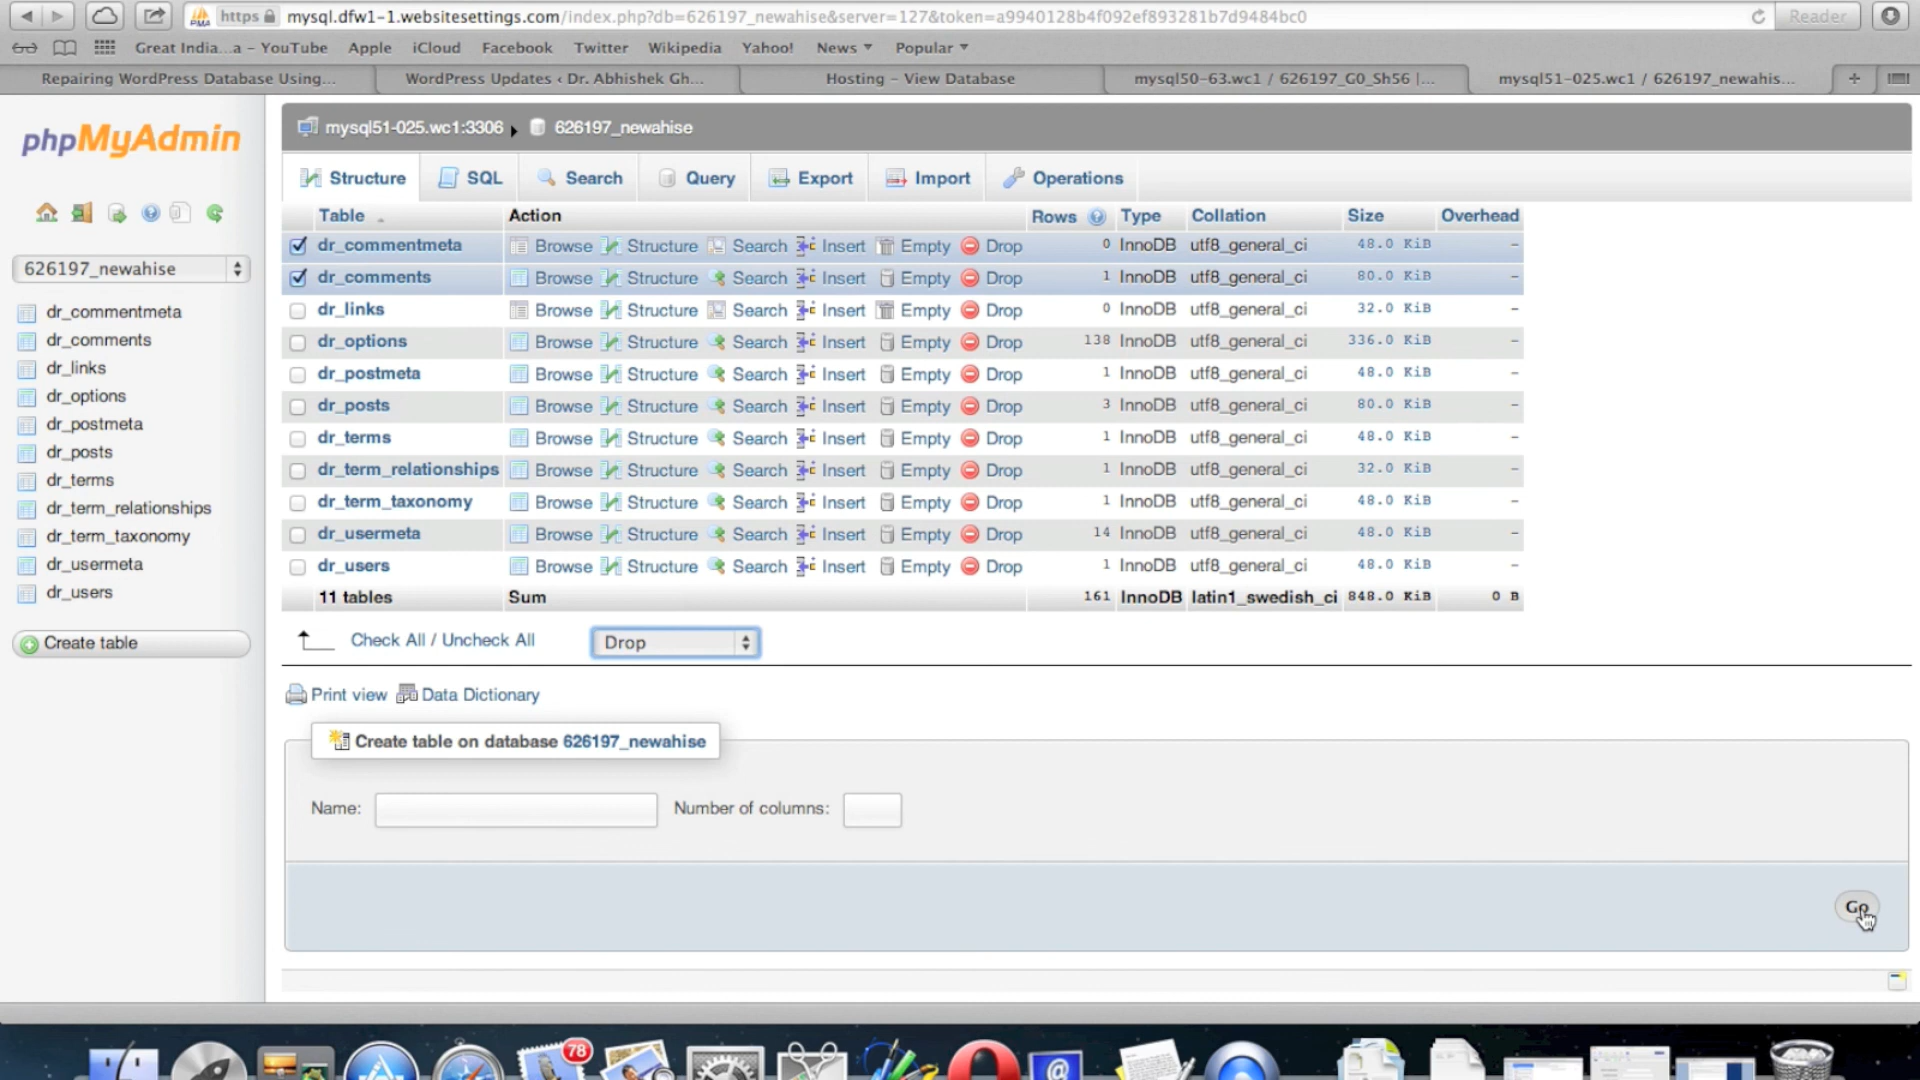 https mysql.dfw1-1.websitesettings.com/index.php?db=626197_newahise&server=127&token=a9940128b4f092ef893281b7d9484bc0 Reader
Great India...a – YouTube Apple iCloud Facebook Twitter Wikipedia Yahoo! News Popular
Repairing WordPress Database Using... WordPress Updates ‹ Dr. Abhishek Gh... Hosting – View Database mysql50-63.wc1 / 626197_G0_Sh56 |... mysql51-025.wc1 / 626197_newahis...
phpMyAdmin
626197_newahise
dr_commentmeta
dr_comments
dr_links
dr_options
dr_postmeta
dr_posts
dr_terms
dr_term_relationships
dr_term_taxonomy
dr_usermeta
dr_users
Create table
mysql51-025.wc1:3306 626197_newahise
Structure SQL Search Query Export Import Operations
Table Action Rows Type Collation Size Overhead
dr_commentmeta Browse Structure Search Insert Empty Drop 0 InnoDB utf8_general_ci 48.0 KiB –
dr_comments Browse Structure Search Insert Empty Drop 1 InnoDB utf8_general_ci 80.0 KiB –
dr_links Browse Structure Search Insert Empty Drop 0 InnoDB utf8_general_ci 32.0 KiB –
dr_options Browse Structure Search Insert Empty Drop 138 InnoDB utf8_general_ci 336.0 KiB –
dr_postmeta Browse Structure Search Insert Empty Drop 1 InnoDB utf8_general_ci 48.0 KiB –
dr_posts Browse Structure Search Insert Empty Drop 3 InnoDB utf8_general_ci 80.0 KiB –
dr_terms Browse Structure Search Insert Empty Drop 1 InnoDB utf8_general_ci 48.0 KiB –
dr_term_relationships Browse Structure Search Insert Empty Drop 1 InnoDB utf8_general_ci 32.0 KiB –
dr_term_taxonomy Browse Structure Search Insert Empty Drop 1 InnoDB utf8_general_ci 48.0 KiB –
dr_usermeta Browse Structure Search Insert Empty Drop 14 InnoDB utf8_general_ci 48.0 KiB –
dr_users Browse Structure Search Insert Empty Drop 1 InnoDB utf8_general_ci 48.0 KiB –
11 tables Sum 161 InnoDB latin1_swedish_ci 848.0 KiB 0 B
Check All / Uncheck All Drop
Print view Data Dictionary
Create table on database 626197_newahise
Name: Number of columns:
Go
78
@